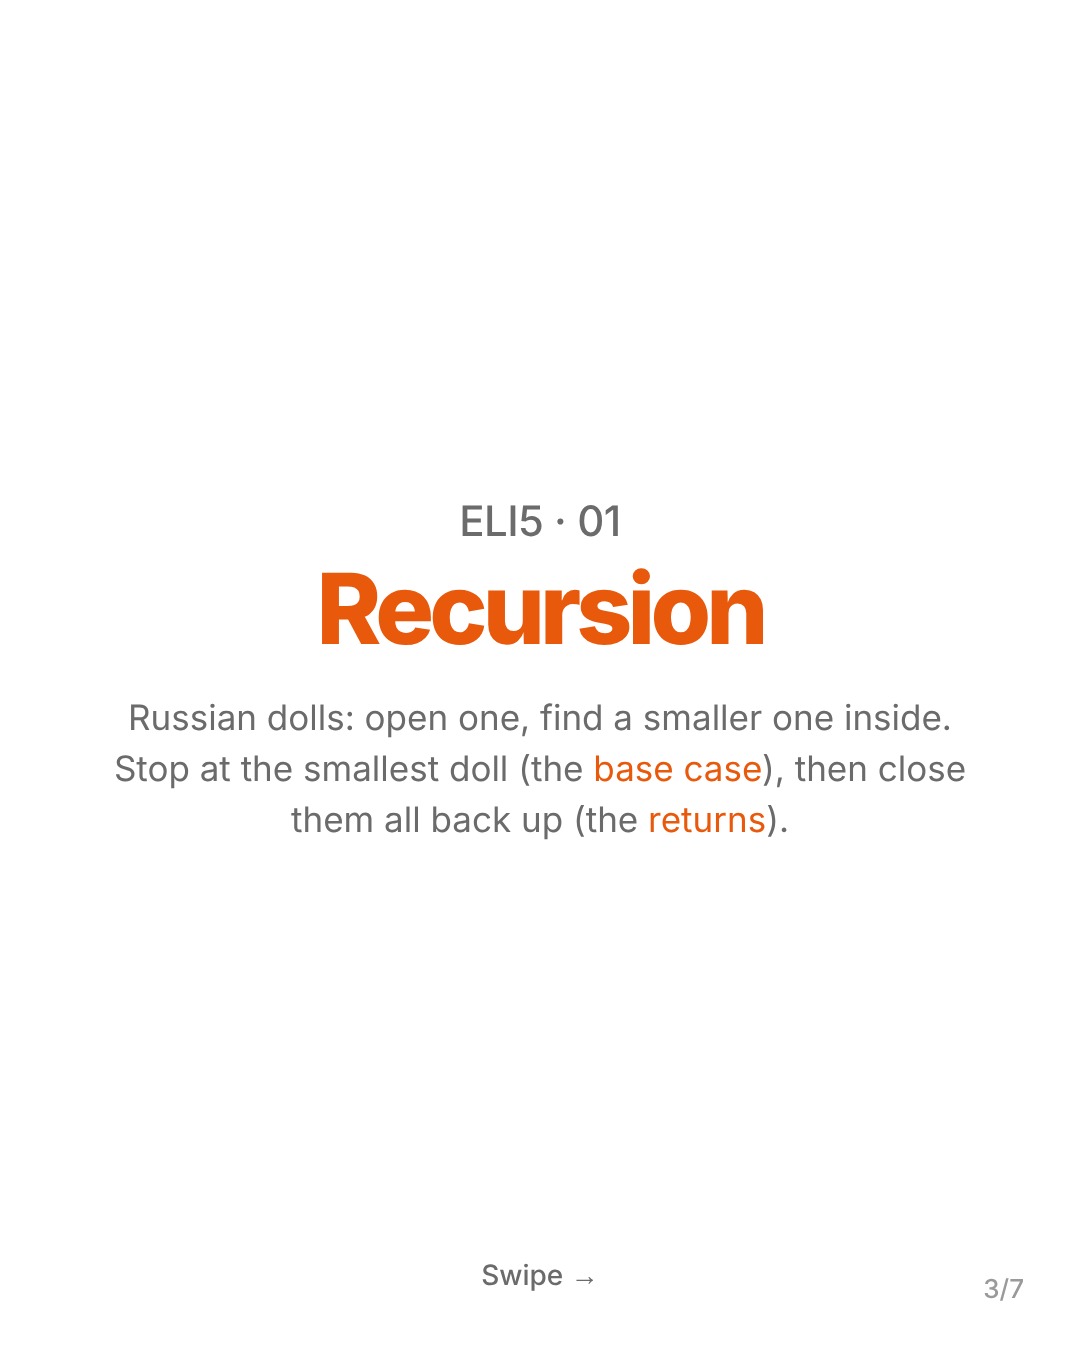 ELI5 · 01
Recursion
Russian dolls: open one, find a smaller one inside.
Stop at the smallest doll (the base case), then close
them all back up (the returns).
Swipe →
3/7